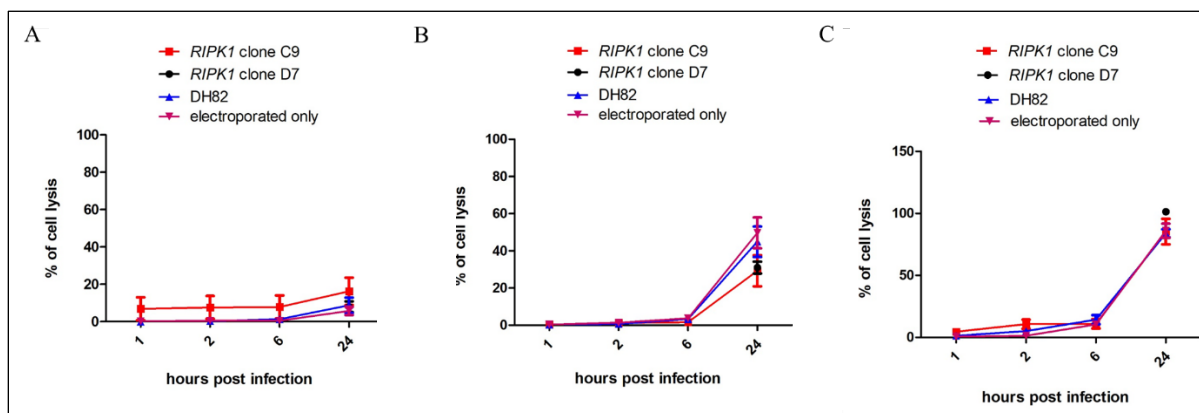 A
RIPK1 clone C9
RIPK1 clone D7
DH82
electroporated only
% of cell lysis
100
80
60
40
20
0
1
2
6
24
hours post infection
B
RIPK1 clone C9
RIPK1 clone D7
DH82
electroporated only
% of cell lysis
100
80
60
40
20
0
1
2
6
24
hours post infection
C
RIPK1 clone C9
RIPK1 clone D7
DH82
electroporated only
% of cell lysis
150
100
50
0
1
2
6
24
hours post infection